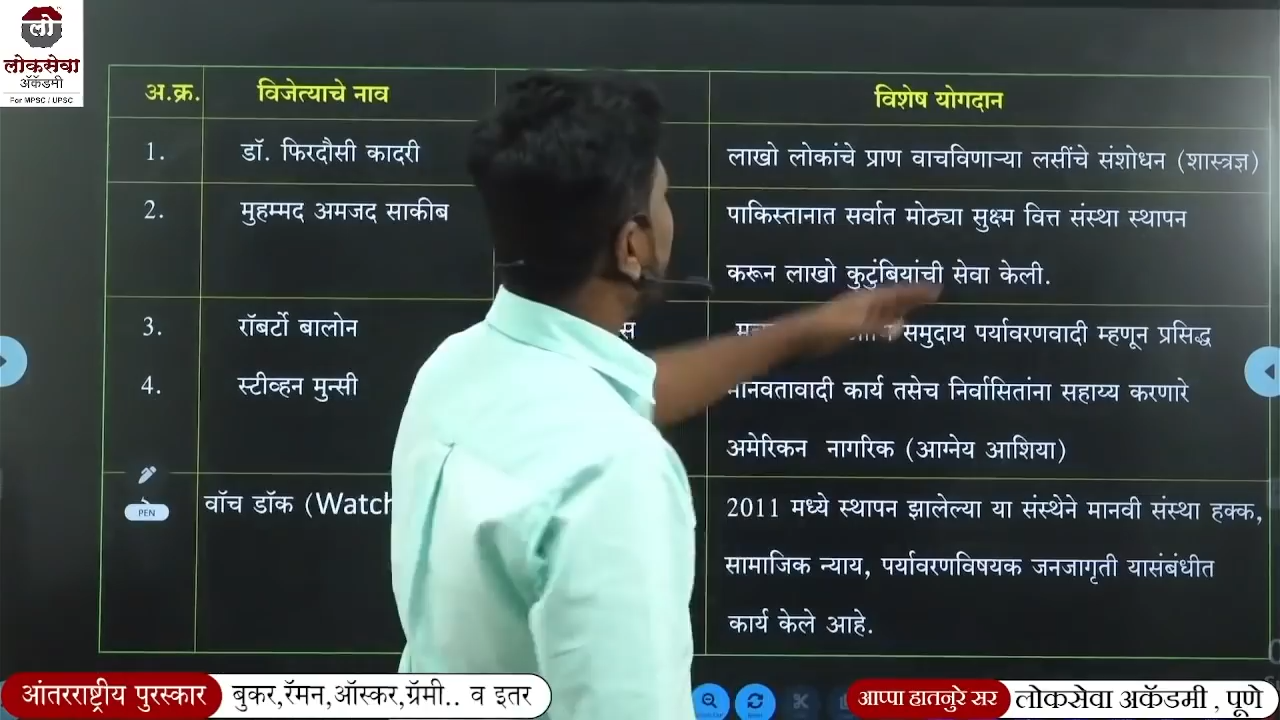 लो
लोकसेवा
अ‍ॅकॅडमी
For MPSC / UPSC
अ.क्र. विजेत्याचे नाव विशेष योगदान
1. डॉ. फिरदौसी कादरी लाखो लोकांचे प्राण वाचविणाऱ्या लसींचे संशोधन (शास्त्रज्ञ)
2. मुहम्मद अमजद साकीब पाकिस्तानात सर्वात मोठ्या सुक्ष्म वित्त संस्था स्थापन
करून लाखो कुटुंबियांची सेवा केली.
3. रॉबर्टो बालोन स समुदाय पर्यावरणवादी म्हणून प्रसिद्ध
4. स्टीव्हन मुन्सी मानवतावादी कार्य तसेच निर्वासितांना सहाय्य करणारे
अमेरिकन नागरिक (आग्नेय आशिया)
वॉच डॉक (Watch 2011 मध्ये स्थापन झालेल्या या संस्थेने मानवी संस्था हक्क,
सामाजिक न्याय, पर्यावरणविषयक जनजागृती यासंबंधीत
कार्य केले आहे.
PEN
आंतरराष्ट्रीय पुरस्कार बुकर,रॅमन,ऑस्कर,ग्रॅमी.. व इतर आप्पा हातनुरे सर लोकसेवा अकॅडमी , पूणे